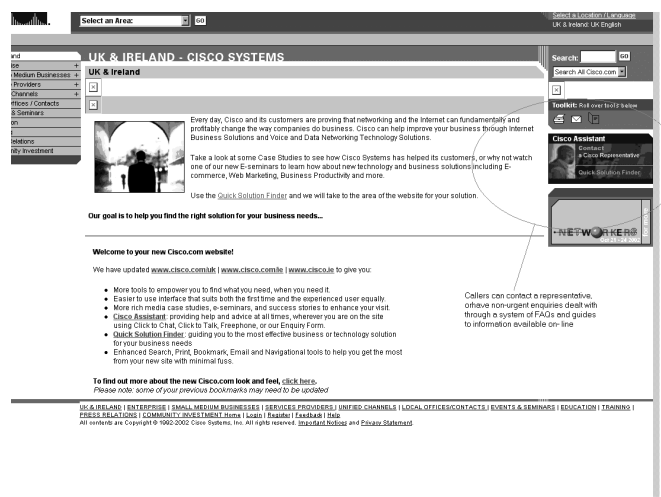 Select an Area:
GO
Select a Location / Language
UK & Ireland: UK English
and
ise +
Medium Businesses +
Providers +
Channels +
Offices / Contacts
& Seminars
on
Relations
nity Investment
UK & IRELAND - CISCO SYSTEMS
UK & Ireland
Every day, Cisco and its customers are proving that networking and the Internet can fundamentally and
profitably change the way companies do business. Cisco can help improve your business through Internet
Business Solutions and Voice and Data Networking Technology Solutions.
Take a look at some Case Studies to see how Cisco Systems has helped its customers, or why not watch
one of our new E-seminars to learn how about new technology and business solutions including E-
commerce, Web Marketing, Business Productivity and more.
Use the Quick Solution Finder and we will take to the area of the website for your solution.
Our goal is to help you find the right solution for your business needs...
Search: GO
Search All Cisco.com
Toolkit: Roll over tools below
Cisco Assistant
Contact
a Cisco Representative
Quick Solution Finder
NETWORKERS
Oct 23 - 24 2002
Welcome to your new Cisco.com website!
We have updated www.cisco.com/uk | www.cisco.com/ie | www.cisco.ie to give you:
• More tools to empower you to find what you need, when you need it.
• Easier to use interface that suits both the first time and the experienced user equally.
• More rich media case studies, e-seminars, and success stories to enhance your visit.
• Cisco Assistant: providing help and advice at all times, wherever you are on the site
using Click to Chat, Click to Talk, Freephone, or our Enquiry Form.
• Quick Solution Finder: guiding you to the most effective business or technology solution
for your business needs
• Enhanced Search, Print, Bookmark, Email and Navigational tools to help you get the most
from your new site with minimal fuss.
To find out more about the new Cisco.com look and feel, click here.
Please note: some of your previous bookmarks may need to be updated
Callers can contact a representative,
orhave non-urgent enquiries dealt with
through a system of FAQs and guides
to information available on- line
UK & IRELAND | ENTERPRISE | SMALL MEDIUM BUSINESSES | SERVICES PROVIDERS | UNIFIED CHANNELS | LOCAL OFFICES/CONTACTS | EVENTS & SEMINARS | EDUCATION | TRAINING |
PRESS RELATIONS | COMMUNITY INVESTMENT Home | Login | Register | Feedback | Help
All contents are Copyright © 1992-2002 Cisco Systems, Inc. All rights reserved. Important Notices and Privacy Statement.